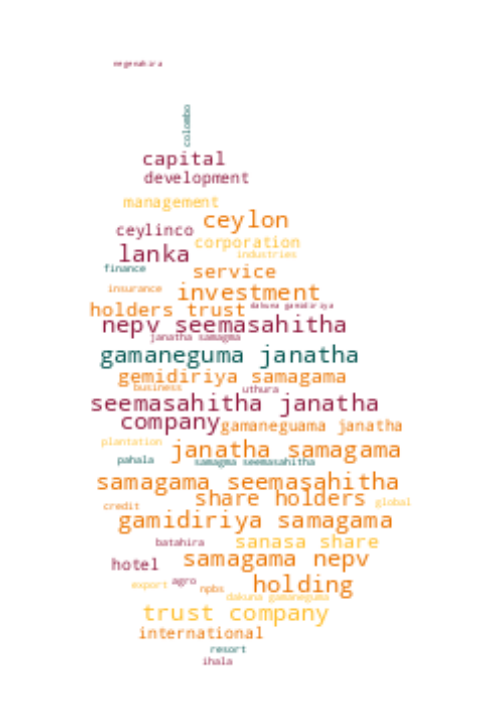 negenahira
colombo
capital
development
management
ceylon
ceylinco
corporation
lanka
industries
finance
service
insurance
investment
holders trust
dakuna gamidiriya
nepv seemasahitha
janatha samagma
gamaneguma janatha
gemidiriya samagama
business
uthura
seemasahitha janatha
company
gamaneguama janatha
plantation
janatha samagama
pahala
samagma seemasahitha
samagama seemasahitha
share holders
global
credit
gamidiriya samagama
batahira
sanasa share
hotel
samagama nepv
export
agro
npbs
holding
dakuna gamaneguma
trust company
international
resort
ihala